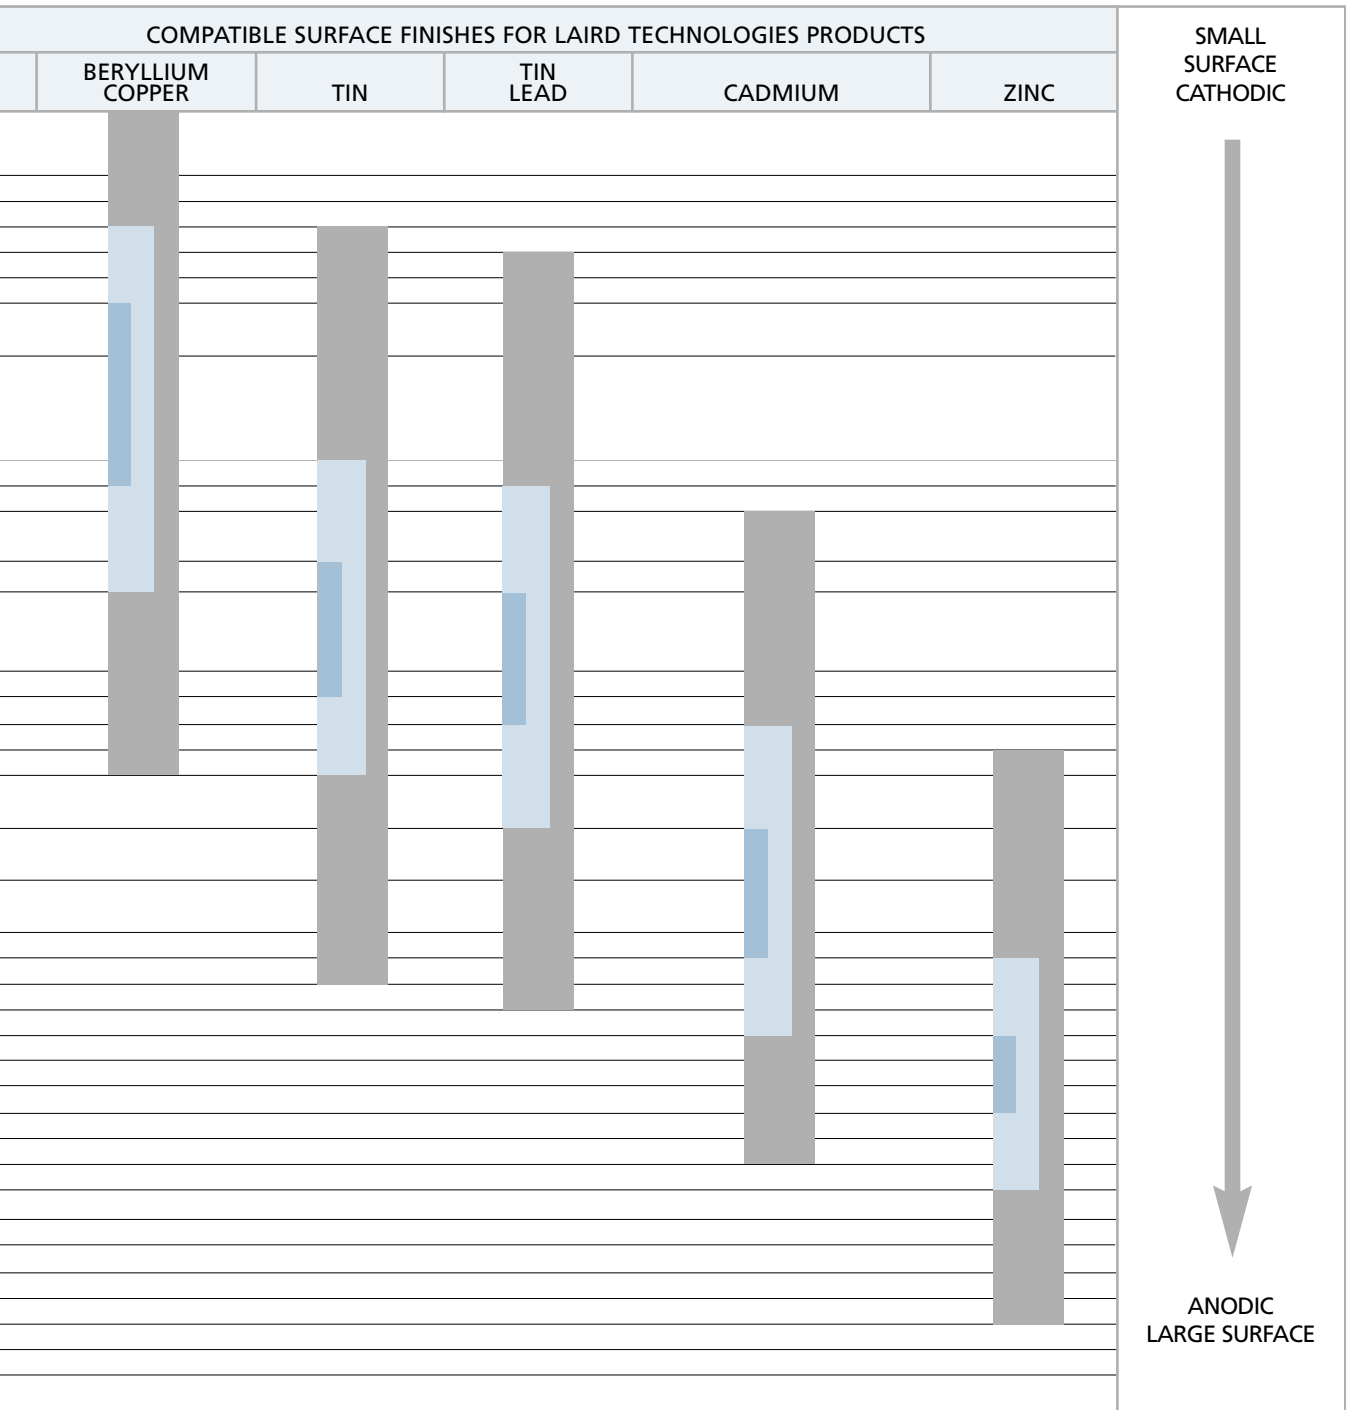 COMPATIBLE SURFACE FINISHES FOR LAIRD TECHNOLOGIES PRODUCTS
BERYLLIUM
COPPER
TIN
TIN
LEAD
CADMIUM
ZINC
SMALL
SURFACE
CATHODIC
ANODIC
LARGE SURFACE